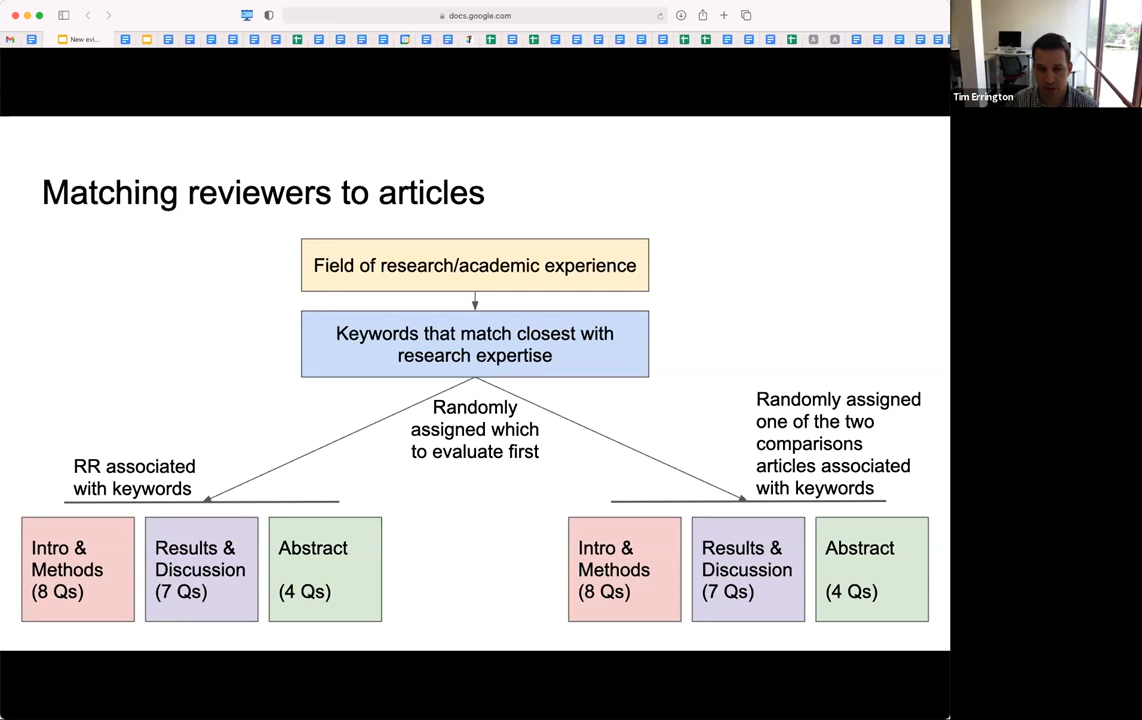 docs.google.com
New evi...
Tim Errington
Matching reviewers to articles
Field of research/academic experience
Keywords that match closest with
research expertise
Randomly
assigned which
to evaluate first
Randomly assigned
one of the two
comparisons
articles associated
with keywords
RR associated
with keywords
Intro &
Methods
(8 Qs)
Results &
Discussion
(7 Qs)
Abstract
(4 Qs)
Intro &
Methods
(8 Qs)
Results &
Discussion
(7 Qs)
Abstract
(4 Qs)